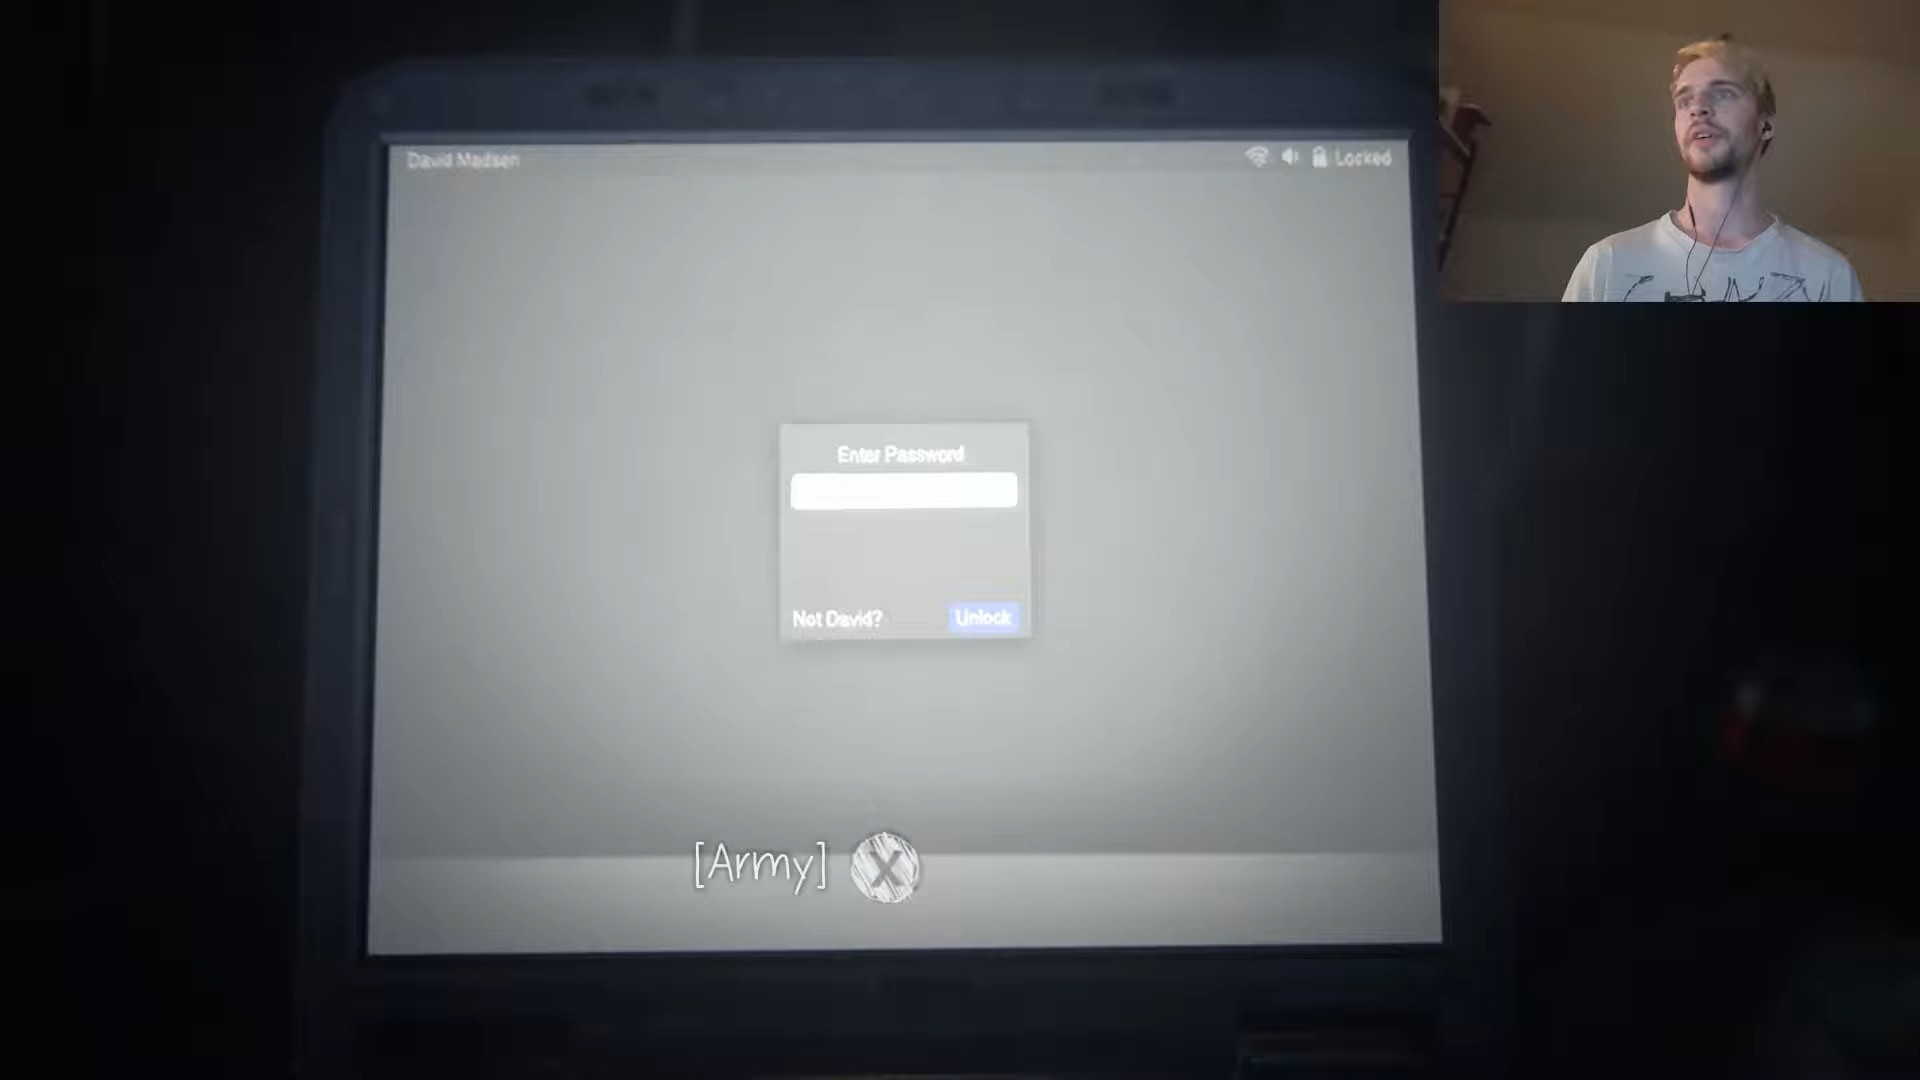 David Madsen
Locked
Enter Password
Not David?
Unlock
[Army] X